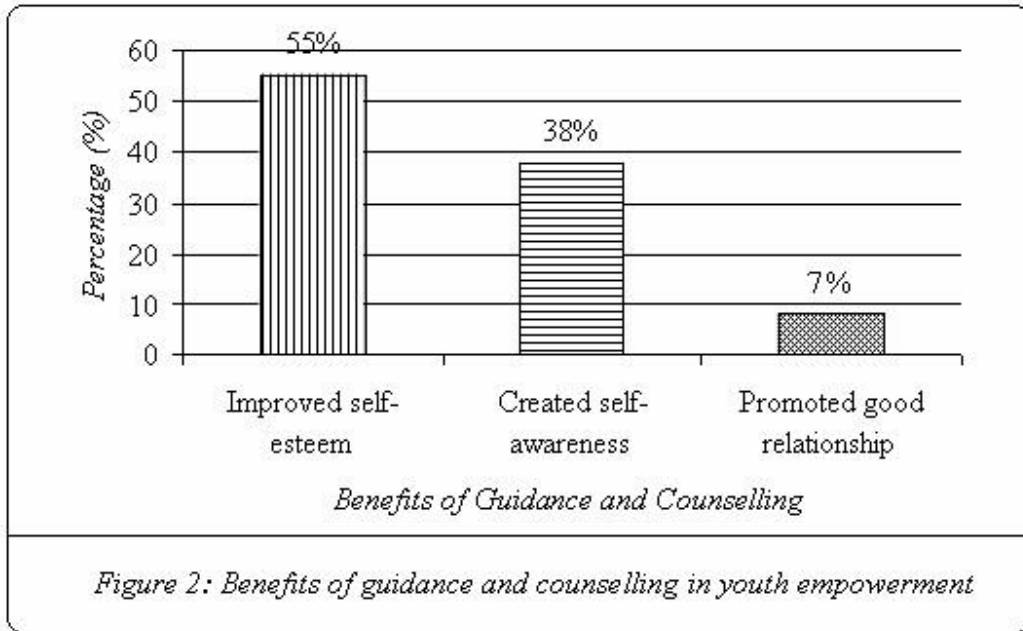 55%
60
50
38%
40
30
20
7%
10
0
Percentage (%)
Improved self-
esteem
Created self-
awareness
Promoted good
relationship
Benefits of Guidance and Counselling
Figure 2: Benefits of guidance and counselling in youth empowerment